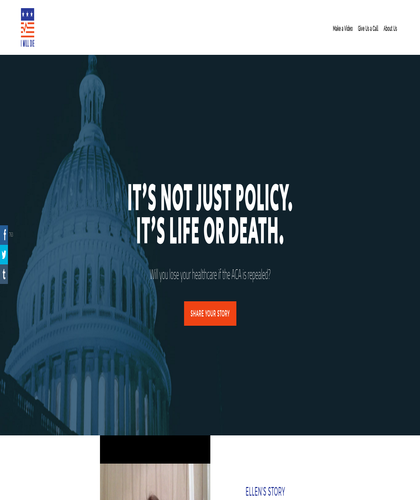 I WILL DIE
Make a Video Give Us a Call About Us
IT'S NOT JUST POLICY.
IT'S LIFE OR DEATH.
Will you lose your healthcare if the ACA is repealed?
SHARE YOUR STORY
ELLEN'S STORY